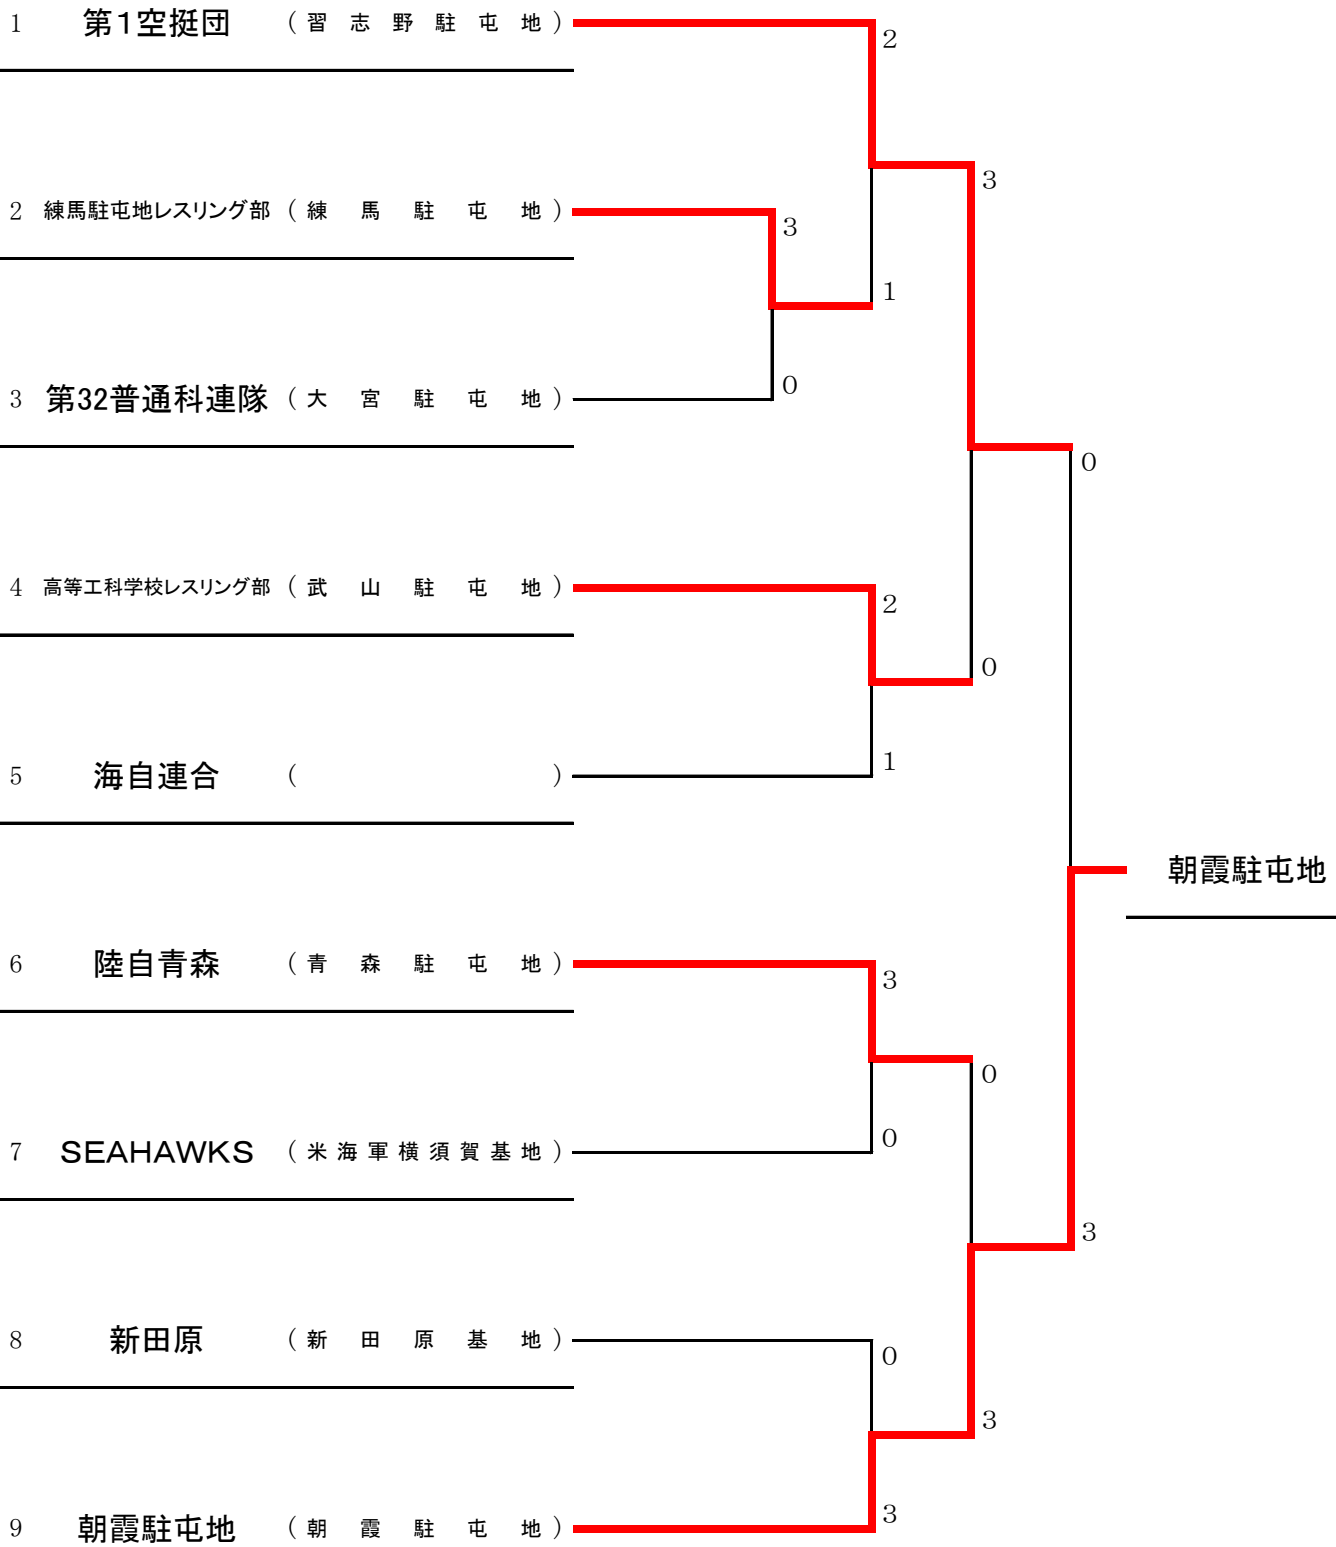 1 第1空挺団 (習志野駐屯地)
2
2 練馬駐屯地レスリング部 (練馬駐屯地)
3
3
1
3 第32普通科連隊 (大宮駐屯地)
0
0
4 高等工科学校レスリング部 (武山駐屯地)
2
0
5 海自連合 ( )
1
朝霞駐屯地
6 陸自青森 (青森駐屯地)
3
0
7 SEAHAWKS (米海軍横須賀基地)
0
3
8 新田原 (新田原基地)
0
3
9 朝霞駐屯地 (朝霞駐屯地)
3